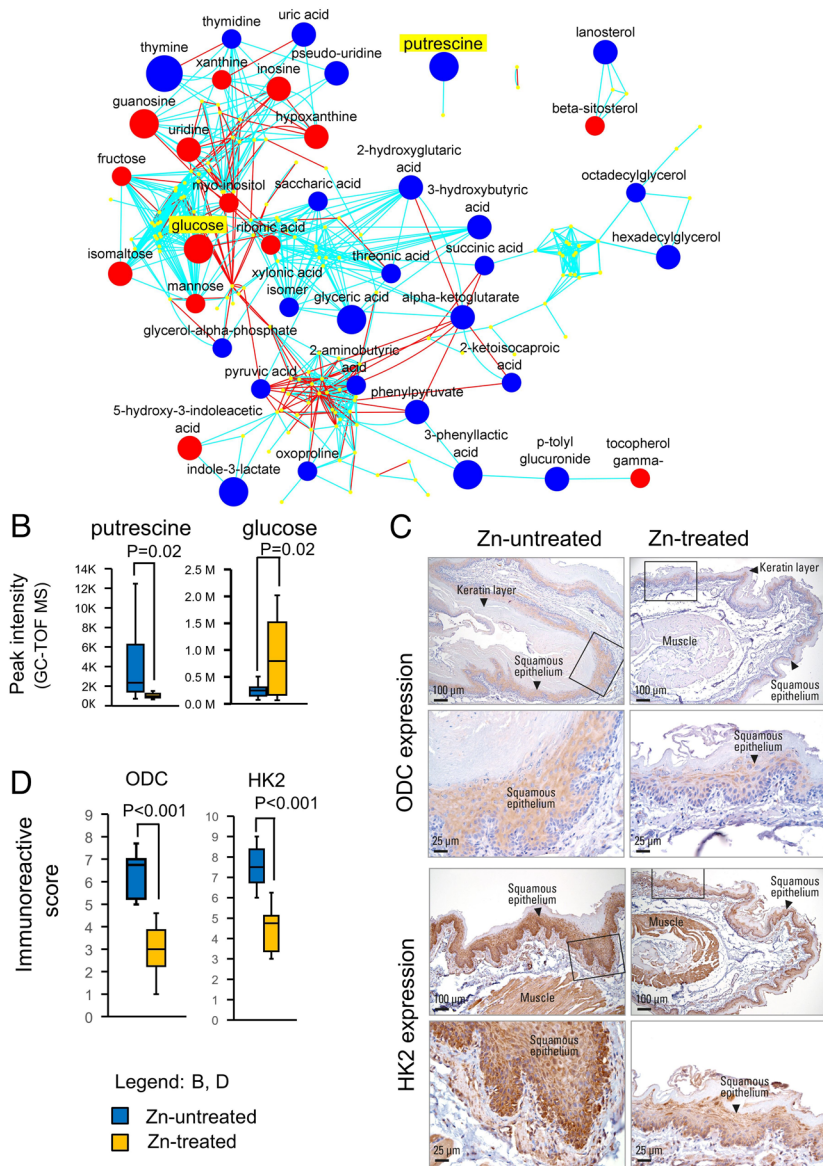 uric acid
thymidine
thymine
pseudo-uridine
xanthine
inosine
guanosine
uridine
hypoxanthine
putrescine
lanosterol
beta-sitosterol
fructose
myo-inositol
saccharic acid
2-hydroxyglutaric
acid
3-hydroxybutyric
acid
octadecylglycerol
glucose
ribonic acid
isomaltose
xylonic acid
isomer
threonic acid
succinic acid
hexadecylglycerol
mannose
glyceric acid
alpha-ketoglutarate
glycerol-alpha-phosphate
2-aminobutyric
acid
2-ketoisocaproic
acid
pyruvic acid
phenylpyruvate
5-hydroxy-3-indoleacetic
acid
3-phenyllactic
acid
p-tolyl
glucuronide
tocopherol
gamma-
indole-3-lactate
oxoproline
B
putrescine
glucose
P=0.02
P=0.02
Peak intensity
(GC-TOF MS)
14K
12K
10K
8K
6K
4K
2K
0K
2.5 M
2.0 M
1.5 M
1.0 M
0.5 M
0.0 M
C
Zn-untreated
Zn-treated
ODC expression
Keratin layer
Squamous
epithelium
100 µm
Keratin layer
Muscle
Squamous
epithelium
100 µm
Squamous
epithelium
25 µm
Squamous
epithelium
25 µm
HK2 expression
Squamous
epithelium
Muscle
100 µm
Squamous
epithelium
Muscle
100 µm
Squamous
epithelium
25 µm
Squamous
epithelium
25 µm
D
ODC
HK2
P<0.001
P<0.001
Immunoreactive
score
9
8
7
6
5
4
3
2
1
0
10
9
8
7
6
5
4
3
2
1
0
Legend: B, D
Zn-untreated
Zn-treated